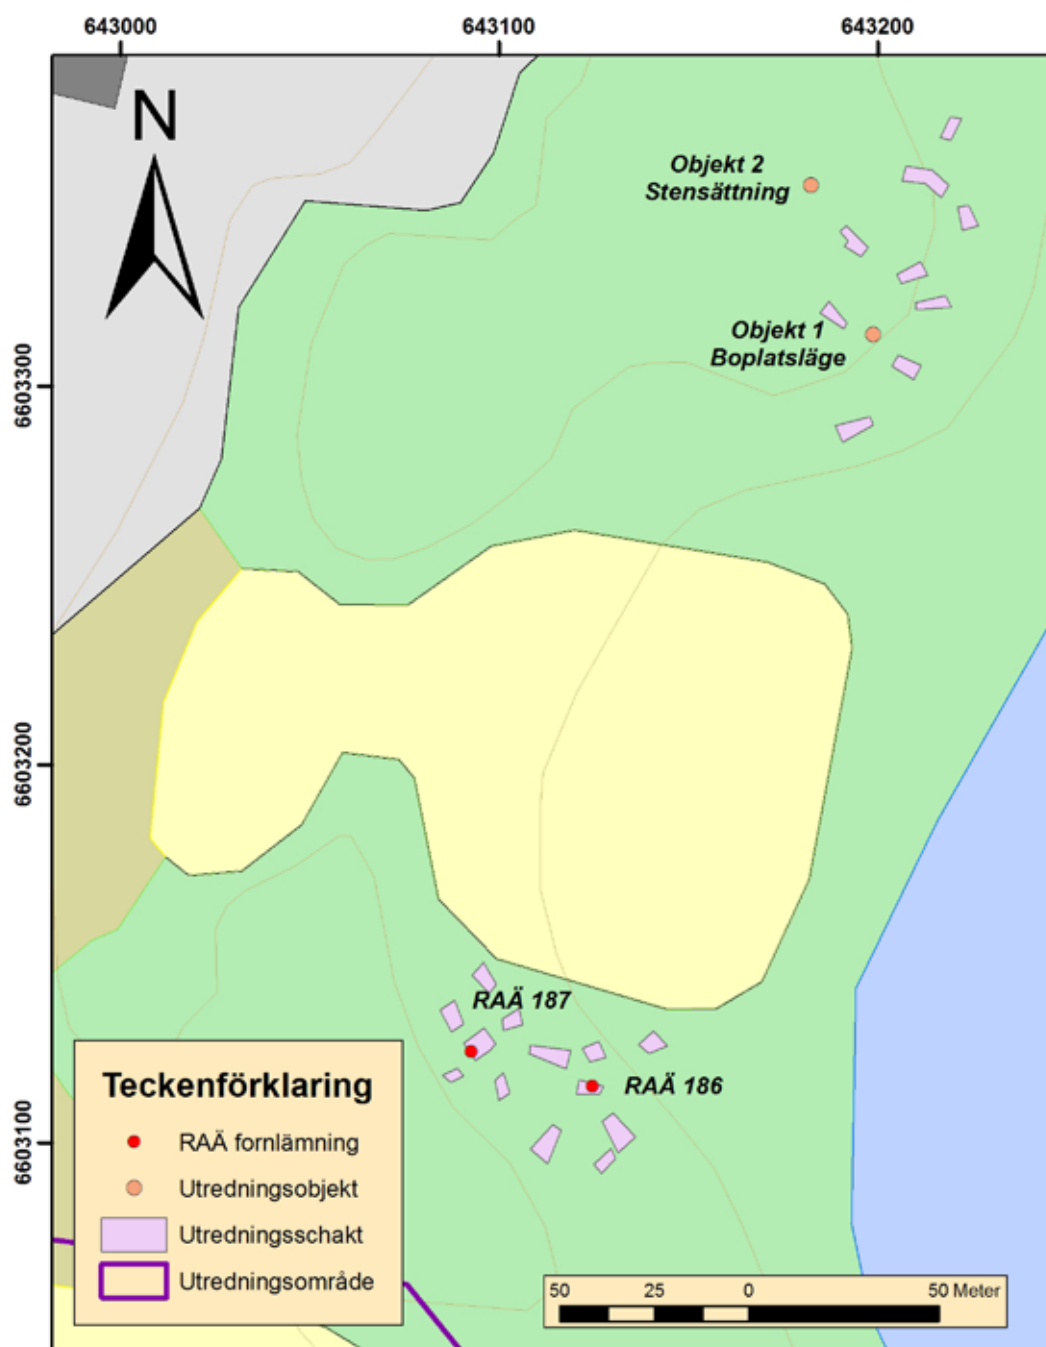 643000 643100 643200
N
Objekt 2
Stensättning
Objekt 1
Boplatsläge
6603300
6603200
6603100
RAÄ 187
RAÄ 186
Teckenförklaring
RAÄ fornlämning
Utredningsobjekt
Utredningsschakt
Utredningsområde
50 25 0 50 Meter